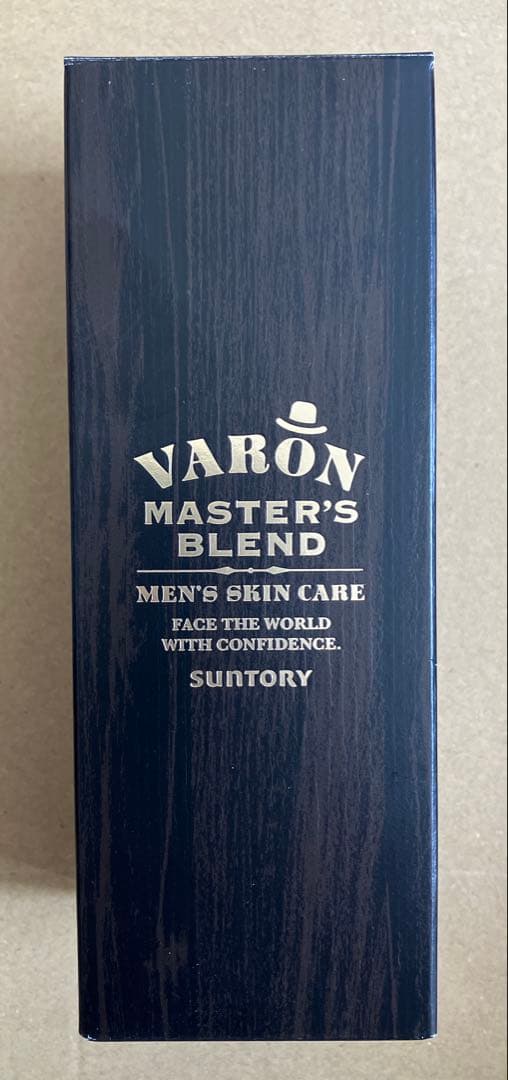 VARON
MASTER'S
BLEND
MEN'S SKIN CARE
FACE THE WORLD
WITH CONFIDENCE.
SUNTORY